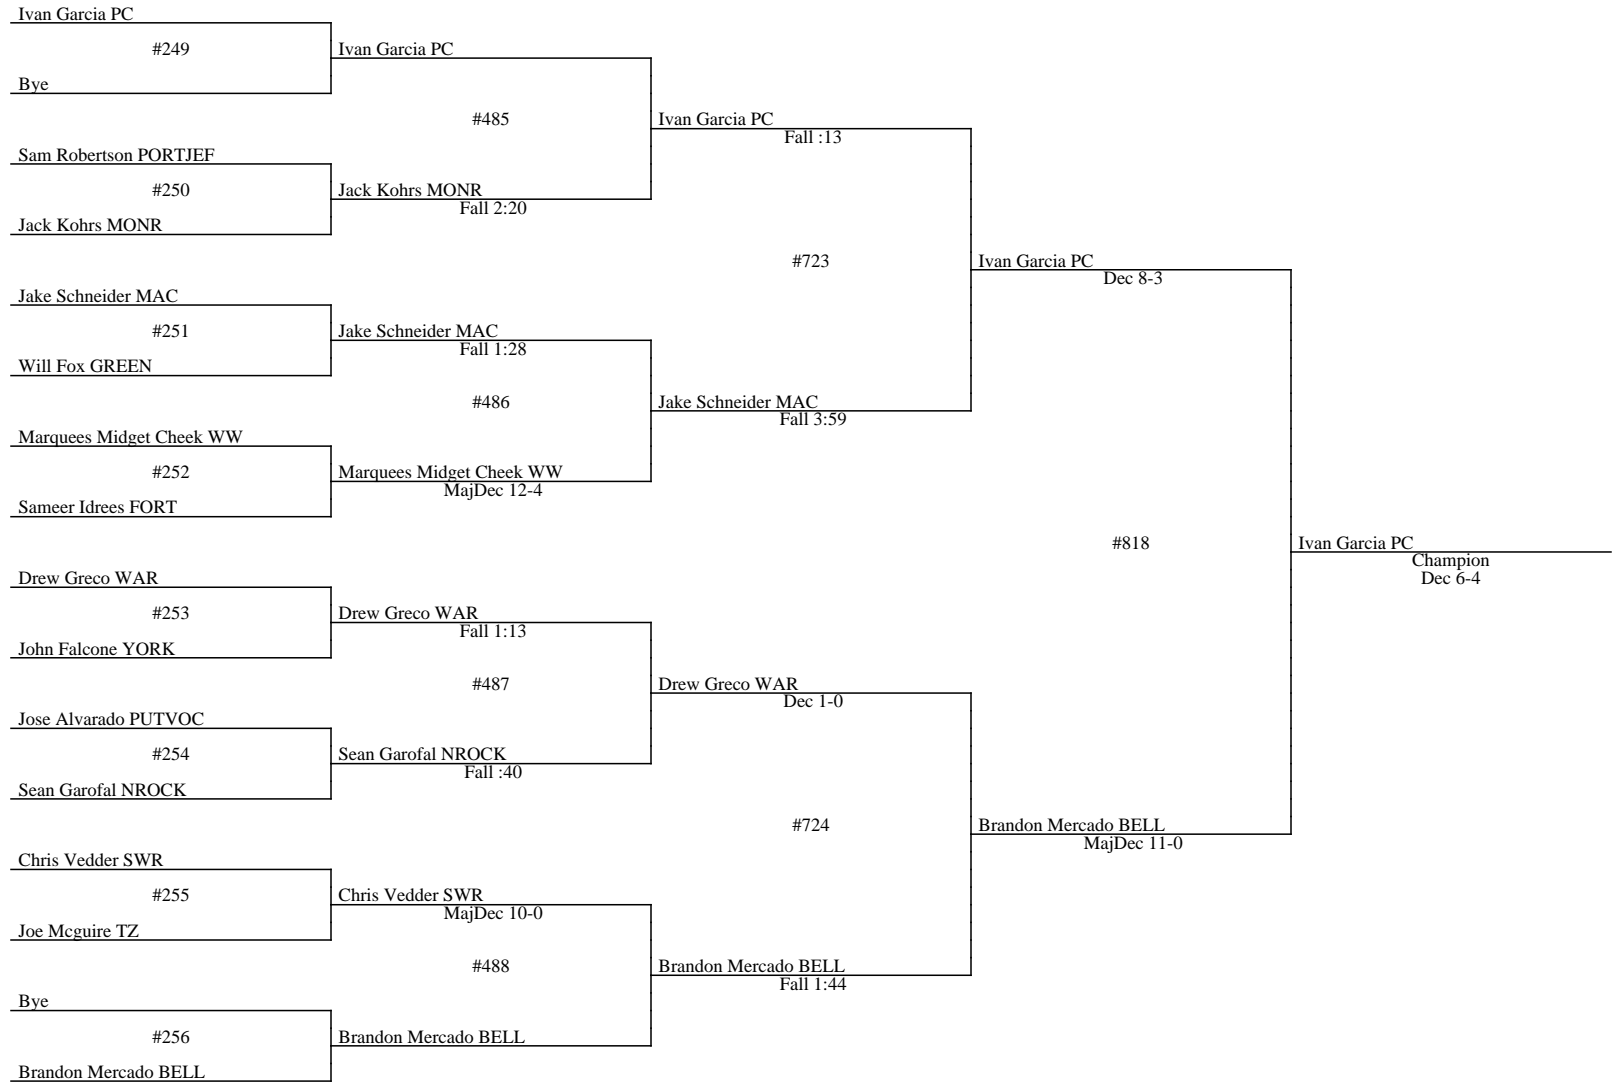 Ivan Garcia PC
#249
Bye
Ivan Garcia PC
#485
Sam Robertson PORTJEF
#250
Jack Kohrs MONR
Jack Kohrs MONR
Fall 2:20
Ivan Garcia PC
Fall :13
#723
Jake Schneider MAC
#251
Will Fox GREEN
Jake Schneider MAC
Fall 1:28
#486
Marquees Midget Cheek WW
#252
Sameer Idrees FORT
Marquees Midget Cheek WW
MajDec 12-4
Jake Schneider MAC
Fall 3:59
Ivan Garcia PC
Dec 8-3
#818
Drew Greco WAR
#253
John Falcone YORK
Drew Greco WAR
Fall 1:13
#487
Jose Alvarado PUTVOC
#254
Sean Garofal NROCK
Sean Garofal NROCK
Fall :40
Drew Greco WAR
Dec 1-0
#724
Chris Vedder SWR
#255
Joe Mcguire TZ
Chris Vedder SWR
MajDec 10-0
#488
Bye
#256
Brandon Mercado BELL
Brandon Mercado BELL
Brandon Mercado BELL
Fall 1:44
Brandon Mercado BELL
MajDec 11-0
Ivan Garcia PC
Champion
Dec 6-4